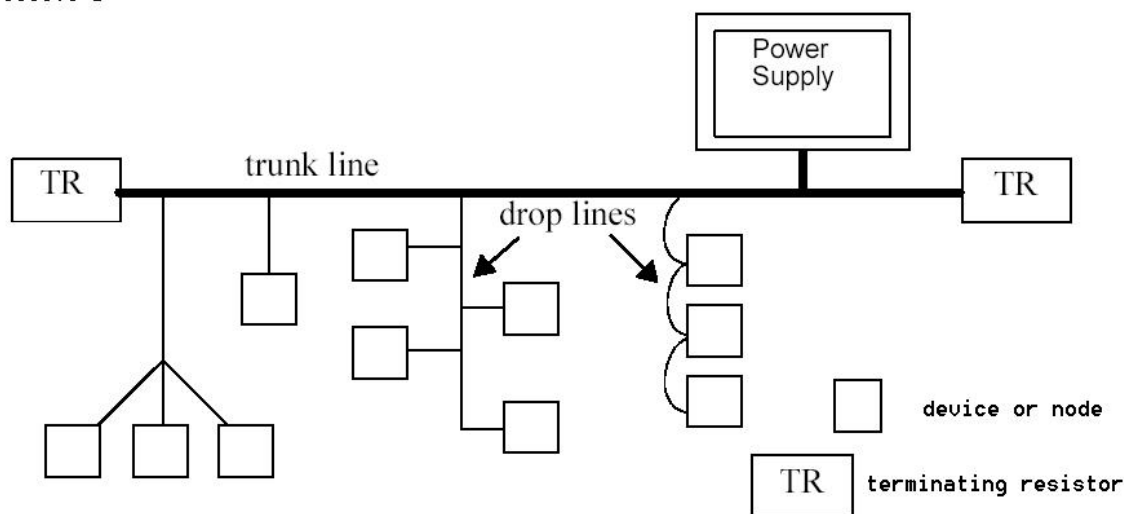 Power
Supply
TR
trunk line
TR
drop lines
device or node
TR
terminating resistor